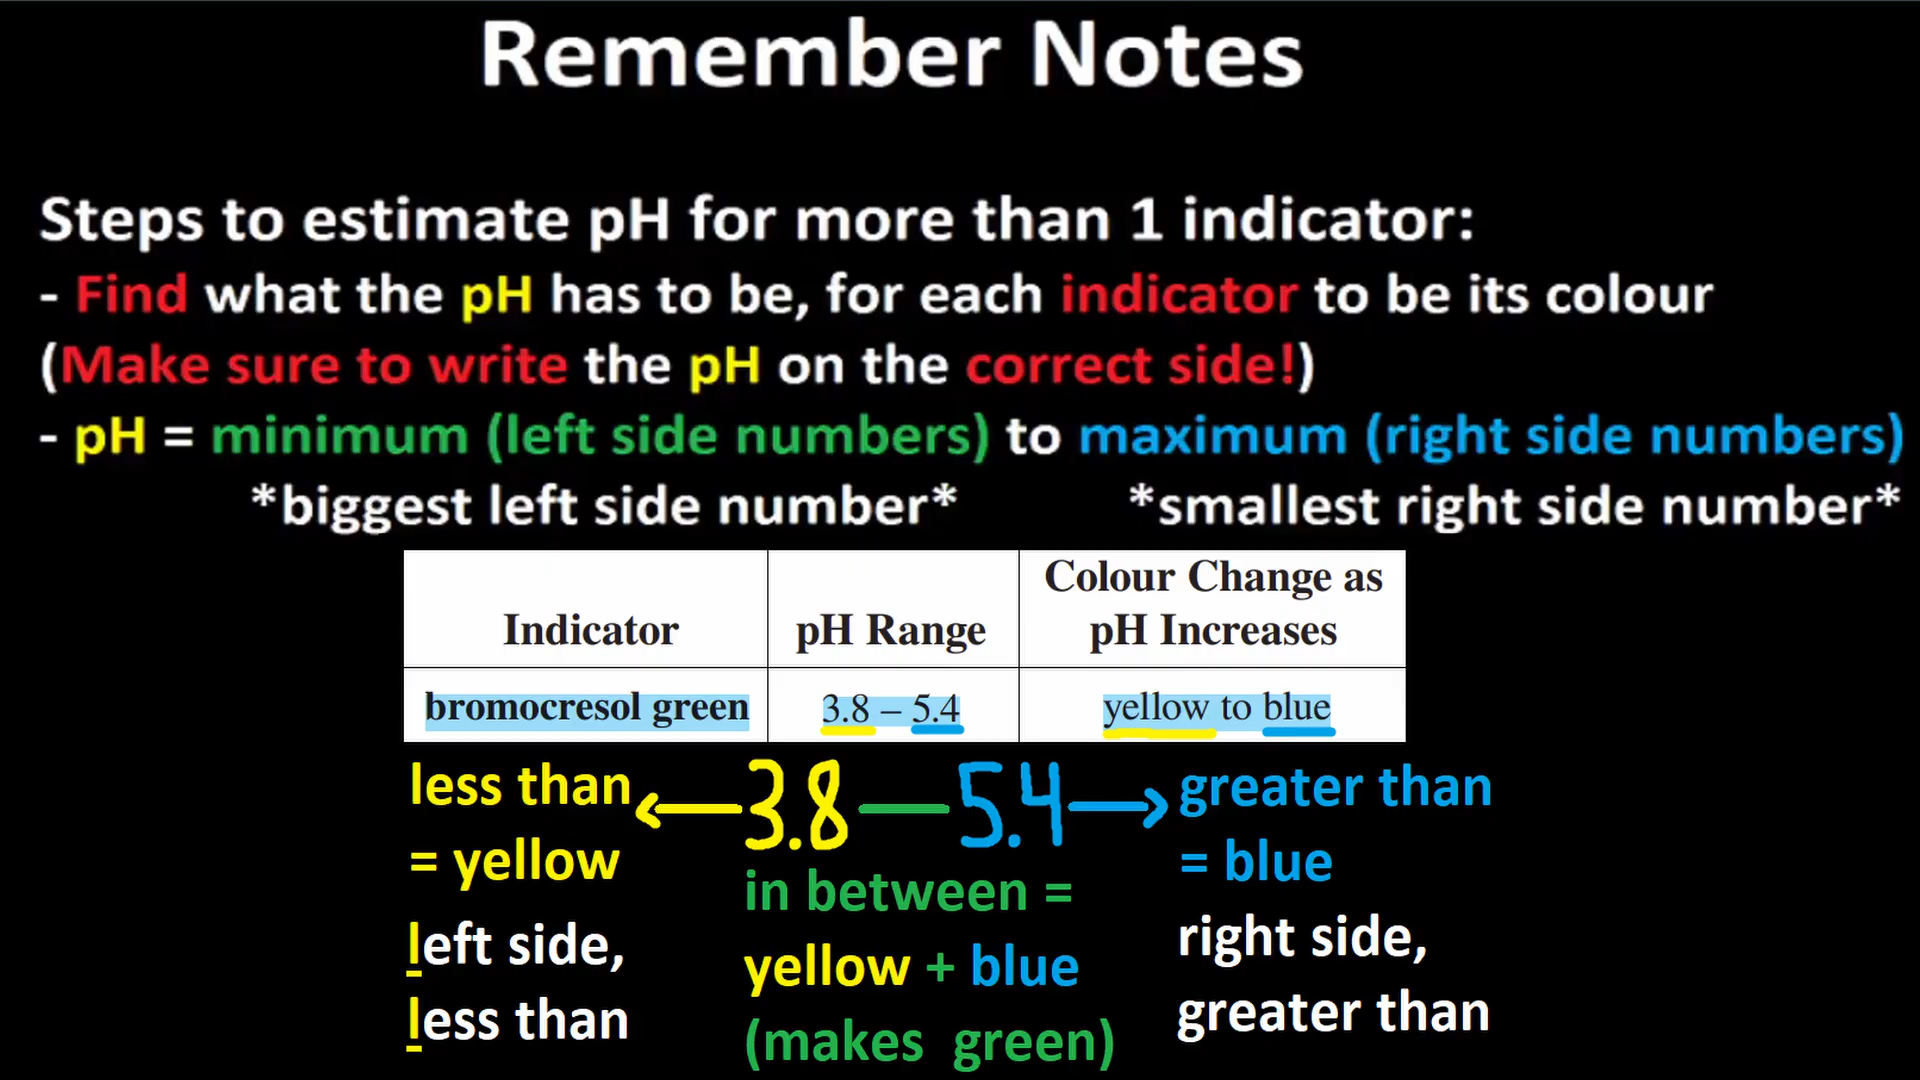 Remember Notes
Steps to estimate pH for more than 1 indicator:
- Find what the pH has to be, for each indicator to be its colour
(Make sure to write the pH on the correct side!)
- pH = minimum (left side numbers) to maximum (right side numbers)
*biggest left side number* *smallest right side number*
Indicator pH Range Colour Change as pH Increases
bromocresol green 3.8 – 5.4 yellow to blue
less than 3.8 — 5.4 greater than
= yellow in between = = blue
left side, yellow + blue right side,
less than (makes green) greater than